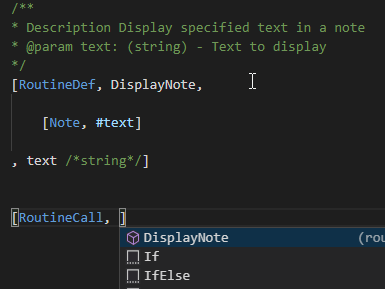 /**
* Description Display specified text in a note
* @param text: (string) - Text to display
*/
[RoutineDef, DisplayNote,
[Note, #text]
, text /*string*/]
[RoutineCall, ]
DisplayNote (rou
If
IfElse